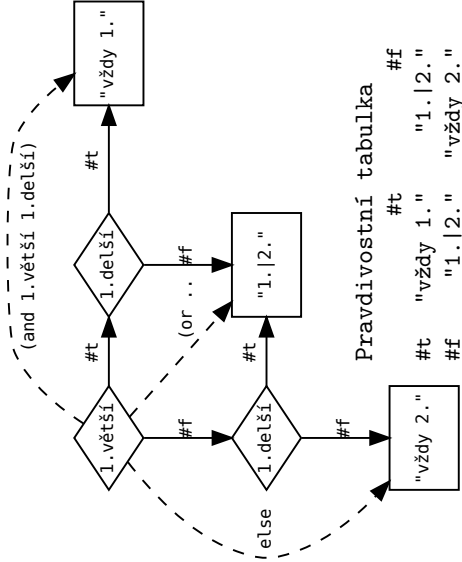 "vždy 1."
(and 1.větší 1.delší)
#t
1.delší
#f
(or ..
"1.|2."
#t
1.větší
#f
#t
1.delší
#f
else
"vždy 2."
Pravdivostní tabulka
#t #f
#t "vždy 1." "1.|2."
#f "1.|2." "vždy 2."